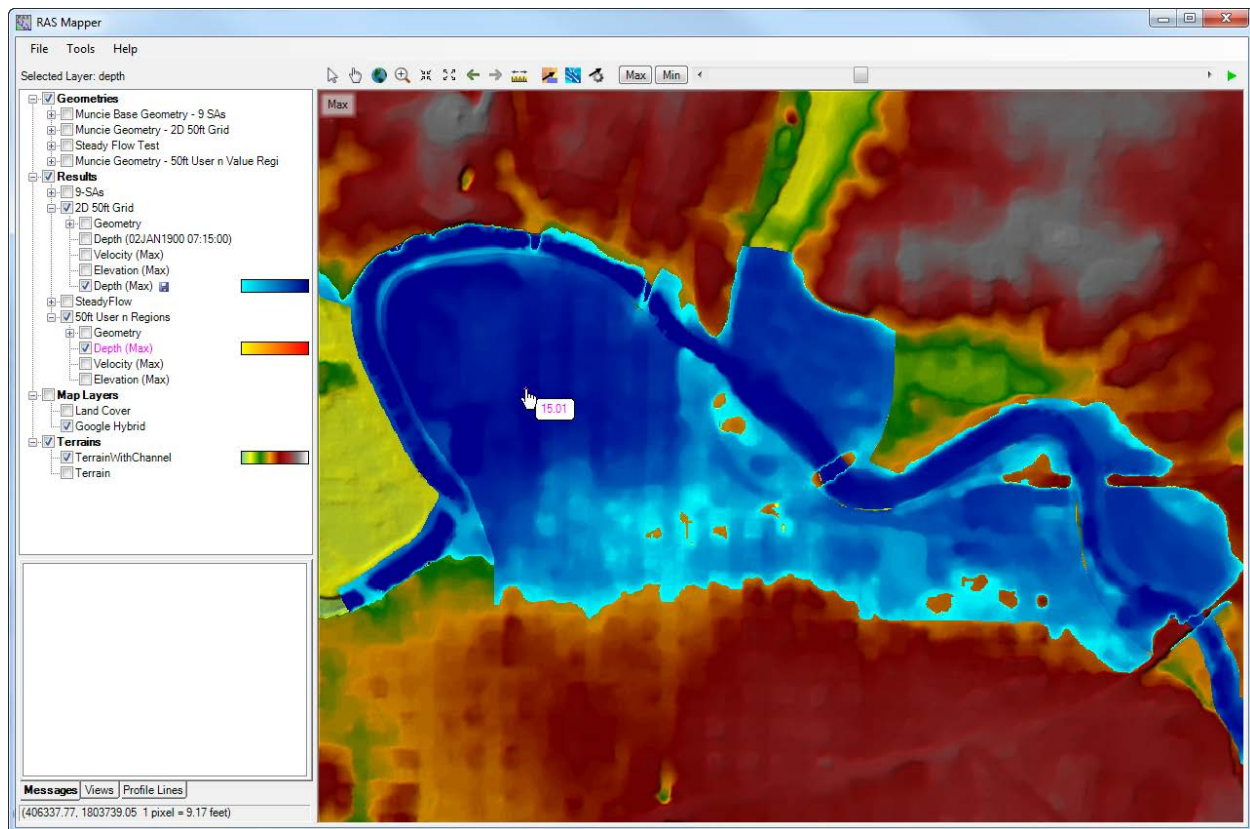 RAS Mapper
File Tools Help
Selected Layer: depth
Max Min
Geometries
Muncie Base Geometry - 9 SAs
Muncie Geometry - 2D 50ft Grid
Steady Flow Test
Muncie Geometry - 50ft User n Value Regi
Results
9-SAs
2D 50ft Grid
Geometry
Depth (02JAN1900 07:15:00)
Velocity (Max)
Elevation (Max)
Depth (Max)
SteadyFlow
50ft User n Regions
Geometry
Depth (Max)
Velocity (Max)
Elevation (Max)
Map Layers
Land Cover
Google Hybrid
Terrains
TerrainWithChannel
Terrain
Max
15.01
Messages Views Profile Lines
(406337.77, 1803739.05 1 pixel = 9.17 feet)